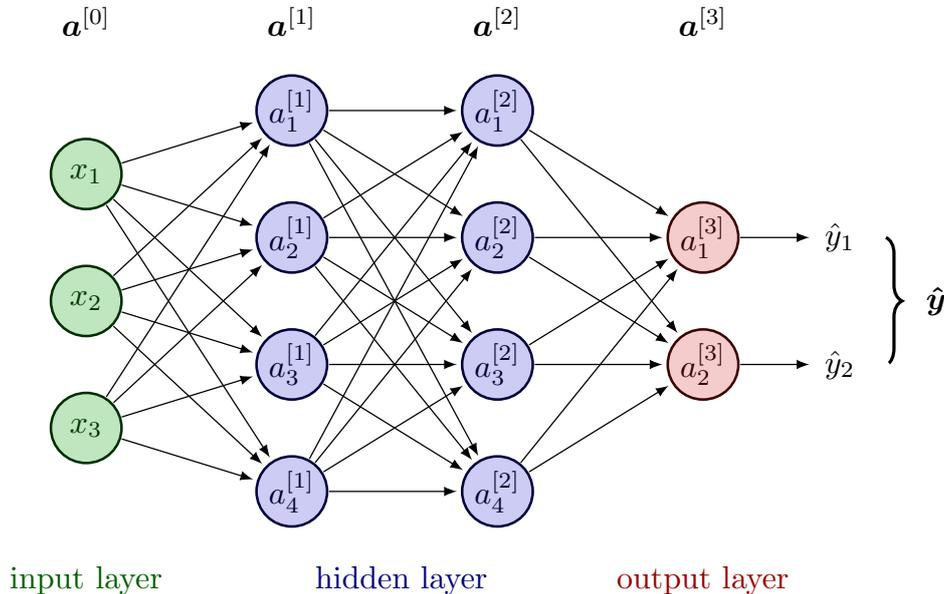 a^[0] a^[1] a^[2] a^[3]
a_1^[1] a_1^[2]
x_1
a_2^[1] a_2^[2] a_1^[3] ŷ_1
x_2 ŷ
a_3^[1] a_3^[2] a_2^[3] ŷ_2
x_3
a_4^[1] a_4^[2]
input layer hidden layer output layer